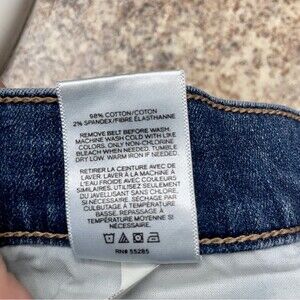 98% COTTON/COTON
2% SPANDEX/FIBRE ÉLASTHANNE
REMOVE BELT BEFORE WASH.
MACHINE WASH COLD WITH LIKE
COLORS. ONLY NON-CHLORINE
BLEACH WHEN NEEDED. TUMBLE
DRY LOW. WARM IRON IF NEEDED.
RETIRER LA CEINTURE AVANT DE
LAVER. LAVER À LA MACHINE À
L'EAU FROIDE AVEC COULEURS
SIMILAIRES. UTILISER
DU JAVELLISANT SANS CHLORE
SI NÉCESSAIRE. SÉCHAGE PAR
CULBUTAGE À BASSE
TEMPÉRATURE. REPASSER À
TEMPÉRATURE MOYENNE SI
NÉCESSAIRE.
RN# 55285